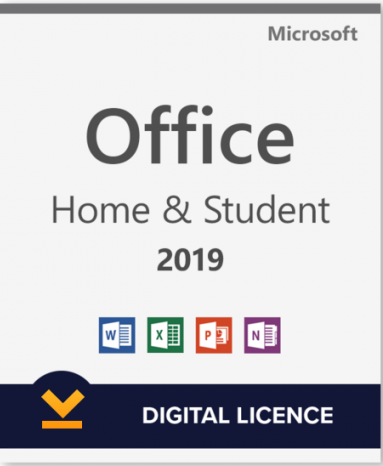 Microsoft
Office
Home & Student
2019
W X P N
DIGITAL LICENCE